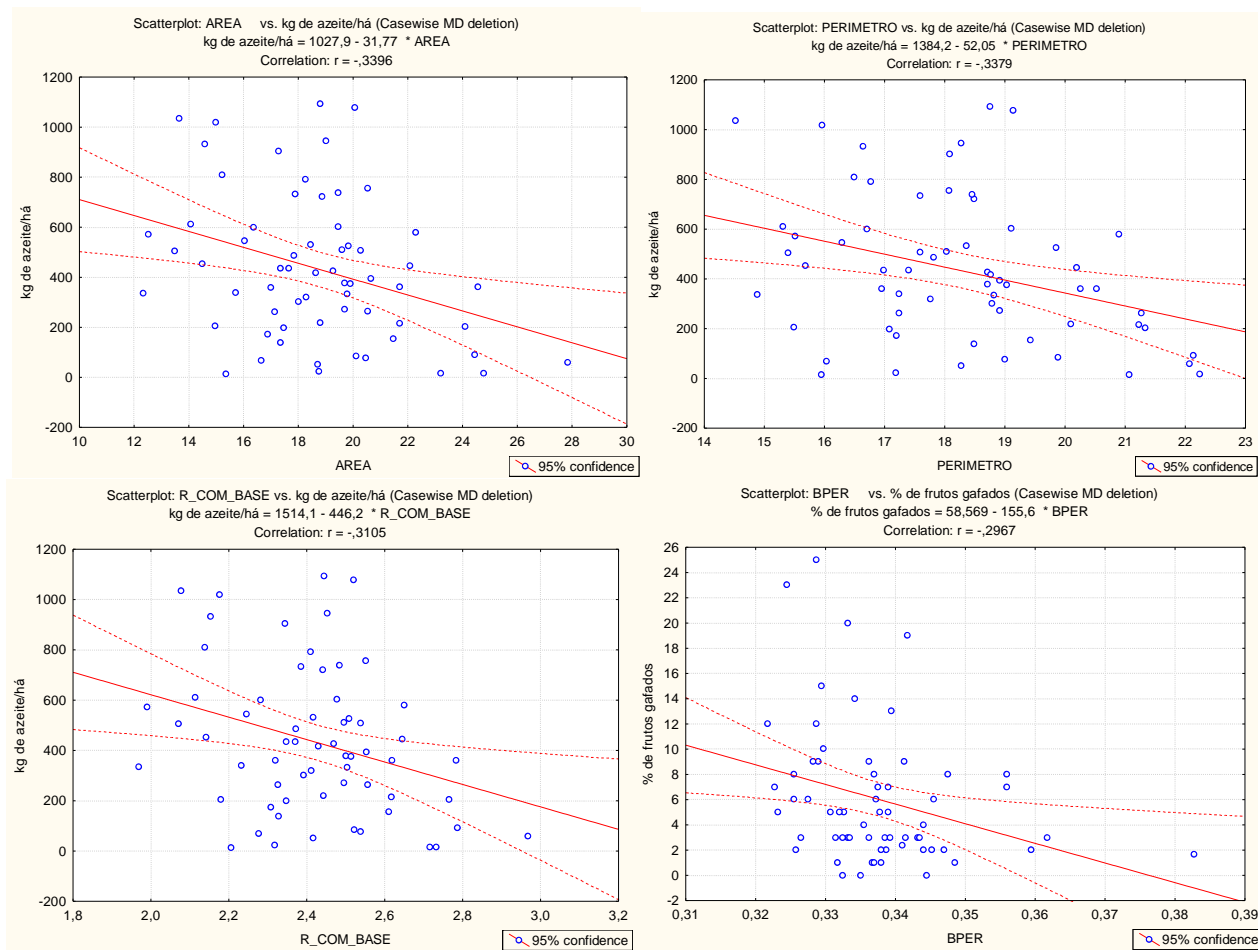 Scatterplot: AREA vs. kg de azeite/há (Casewise MD deletion)
kg de azeite/há = 1027,9 - 31,77 * AREA
Correlation: r = -,3396
1200
1000
800
600
400
200
0
-200
kg de azeite/há
10 12 14 16 18 20 22 24 26 28 30
AREA
95% confidence
Scatterplot: PERIMETRO vs. kg de azeite/há (Casewise MD deletion)
kg de azeite/há = 1384,2 - 52,05 * PERIMETRO
Correlation: r = -,3379
1200
1000
800
600
400
200
0
-200
kg de azeite/há
14 15 16 17 18 19 20 21 22 23
PERIMETRO
95% confidence
Scatterplot: R_COM_BASE vs. kg de azeite/há (Casewise MD deletion)
kg de azeite/há = 1514,1 - 446,2 * R_COM_BASE
Correlation: r = -,3105
1200
1000
800
600
400
200
0
-200
kg de azeite/há
1,8 2,0 2,2 2,4 2,6 2,8 3,0 3,2
R_COM_BASE
95% confidence
Scatterplot: BPER vs. % de frutos gafados (Casewise MD deletion)
% de frutos gafados = 58,569 - 155,6 * BPER
Correlation: r = -,2967
26
24
22
20
18
16
14
12
10
8
6
4
2
0
-2
% de frutos gafados
0,31 0,32 0,33 0,34 0,35 0,36 0,37 0,38 0,39
BPER
95% confidence